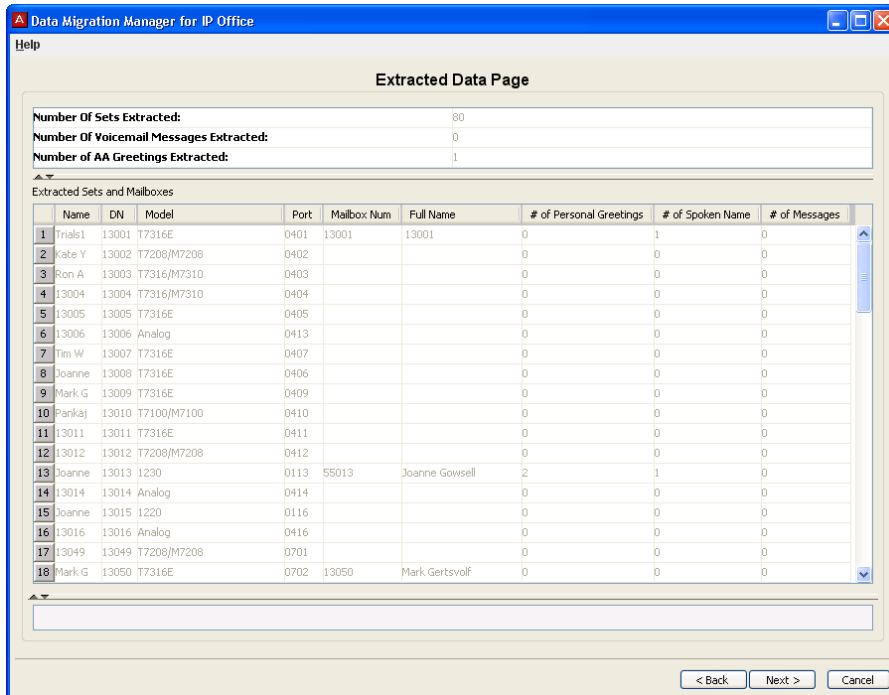 A Data Migration Manager for IP Office
Help
Extracted Data Page
Number Of Sets Extracted: 80
Number Of Voicemail Messages Extracted: 0
Number of AA Greetings Extracted: 1
Extracted Sets and Mailboxes
Name DN Model Port Mailbox Num Full Name # of Personal Greetings # of Spoken Name # of Messages
1 Trials1 13001 T7316E 0401 13001 13001 0 1 0
2 Kate Y 13002 T7208/M7208 0402 0 0 0
3 Ron A 13003 T7316/M7310 0403 0 0 0
4 13004 13004 T7316/M7310 0404 0 0 0
5 13005 13005 T7316E 0405 0 0 0
6 13006 13006 Analog 0413 0 0 0
7 Tim W 13007 T7316E 0407 0 0 0
8 Joanne 13008 T7316E 0406 0 0 0
9 Mark G 13009 T7316E 0409 0 0 0
10 Pankaj 13010 T7100/M7100 0410 0 0 0
11 13011 13011 T7316E 0411 0 0 0
12 13012 13012 T7208/M7208 0412 0 0 0
13 Joanne 13013 1230 0113 55013 Joanne Gowsell 2 1 0
14 13014 13014 Analog 0414 0 0 0
15 Joanne 13015 1220 0116 0 0 0
16 13016 13016 Analog 0416 0 0 0
17 13049 13049 T7208/M7208 0701 0 0 0
18 Mark G 13050 T7316E 0702 13050 Mark Gertsvolf 0 0 0
< Back Next > Cancel